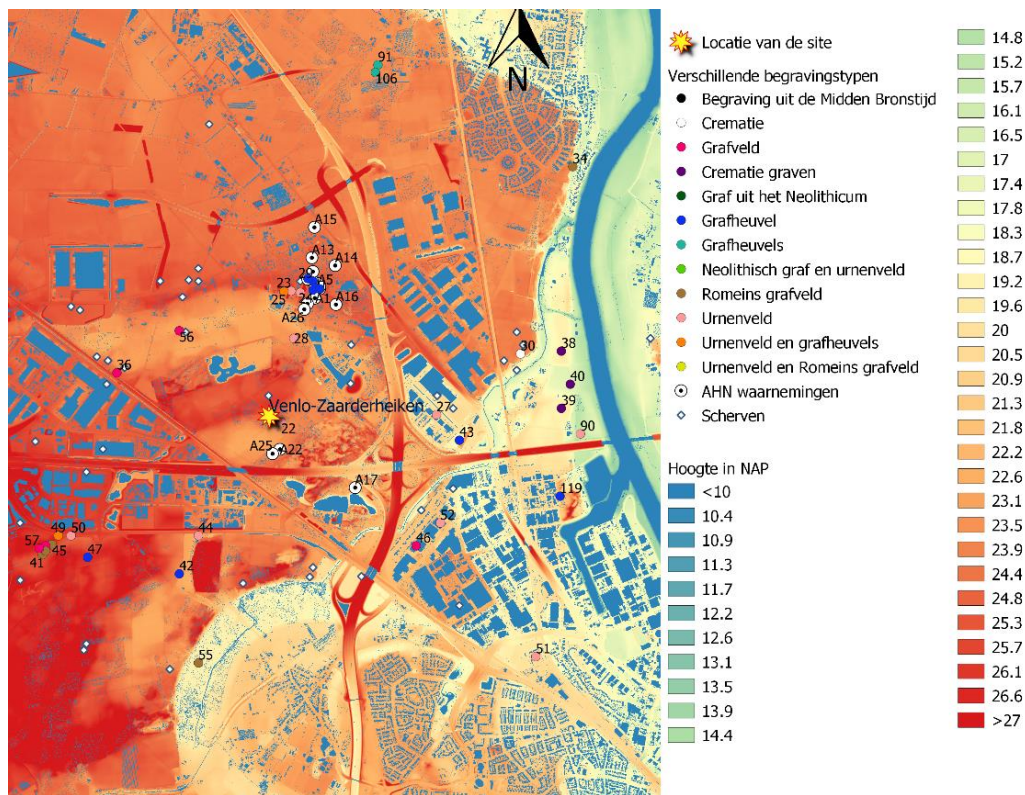 91
106
N
34
A15
A13
A14
A5
23
25
24
A1
A16
A26
28
56
36
30
38
40
39
Venlo-Zaarderheiken
22
27
43
90
A25
A22
A17
119
52
46
49
50
44
57
45
41
47
42
55
51
Locatie van de site
Verschillende begravingstypen
Begraving uit de Midden Bronstijd
Crematie
Grafveld
Crematie graven
Graf uit het Neolithicum
Grafheuvel
Grafheuvels
Neolithisch graf en urnenveld
Romeins grafveld
Urnenveld
Urnenveld en grafheuvels
Urnenveld en Romeins grafveld
AHN waarnemingen
Scherven
Hoogte in NAP
<10
10.4
10.9
11.3
11.7
12.2
12.6
13.1
13.5
13.9
14.4
14.8
15.2
15.7
16.1
16.5
17
17.4
17.8
18.3
18.7
19.2
19.6
20
20.5
20.9
21.3
21.8
22.2
22.6
23.1
23.5
23.9
24.4
24.8
25.3
25.7
26.1
26.6
>27